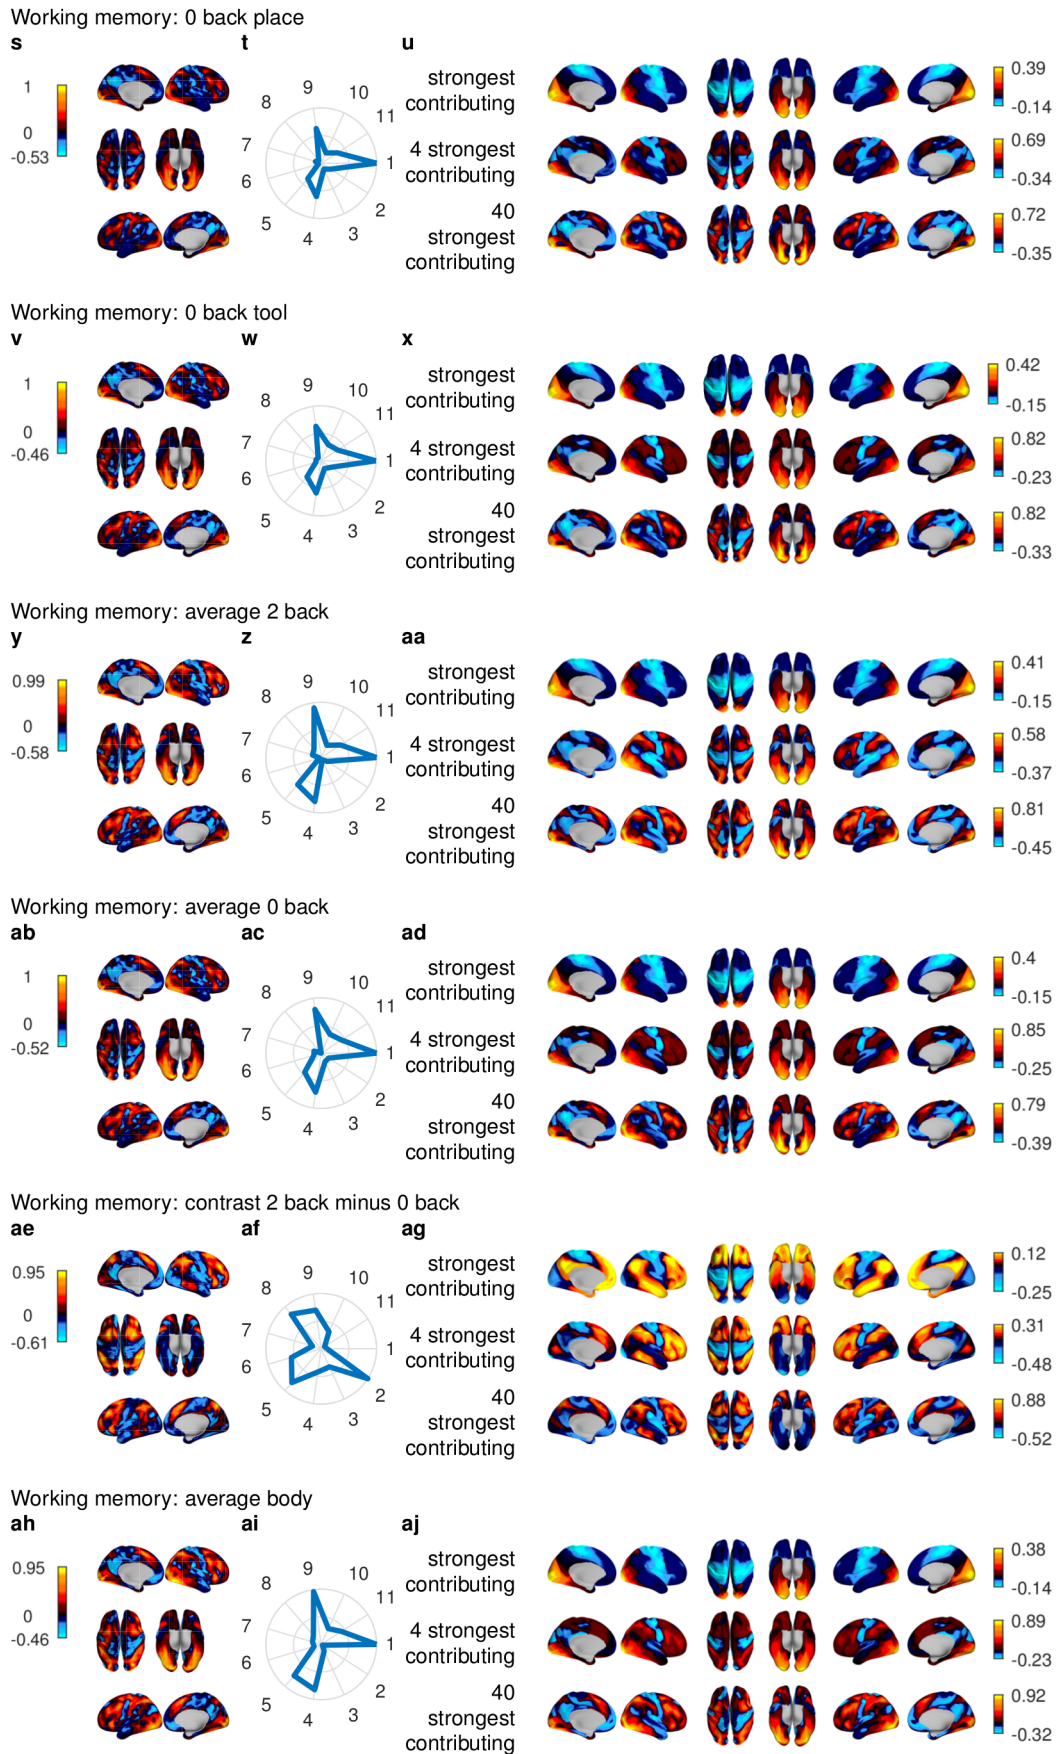 Working memory: 0 back place
s t u
1
0
-0.53
9
10
8
11
7
1
6
2
5
4
3
strongest
contributing
4 strongest
contributing
40
strongest
contributing
0.39
-0.14
0.69
-0.34
0.72
-0.35
Working memory: 0 back tool
v w x
1
0
-0.46
9
10
8
11
7
1
6
2
5
4
3
strongest
contributing
4 strongest
contributing
40
strongest
contributing
0.42
-0.15
0.82
-0.23
0.82
-0.33
Working memory: average 2 back
y z aa
0.99
0
-0.58
9
10
8
11
7
1
6
2
5
4
3
strongest
contributing
4 strongest
contributing
40
strongest
contributing
0.41
-0.15
0.58
-0.37
0.81
-0.45
Working memory: average 0 back
ab ac ad
1
0
-0.52
9
10
8
11
7
1
6
2
5
4
3
strongest
contributing
4 strongest
contributing
40
strongest
contributing
0.4
-0.15
0.85
-0.25
0.79
-0.39
Working memory: contrast 2 back minus 0 back
ae af ag
0.95
0
-0.61
9
10
8
11
7
1
6
2
5
4
3
strongest
contributing
4 strongest
contributing
40
strongest
contributing
0.12
-0.25
0.31
-0.48
0.88
-0.52
Working memory: average body
ah ai aj
0.95
0
-0.46
9
10
8
11
7
1
6
2
5
4
3
strongest
contributing
4 strongest
contributing
40
strongest
contributing
0.38
-0.14
0.89
-0.23
0.92
-0.32